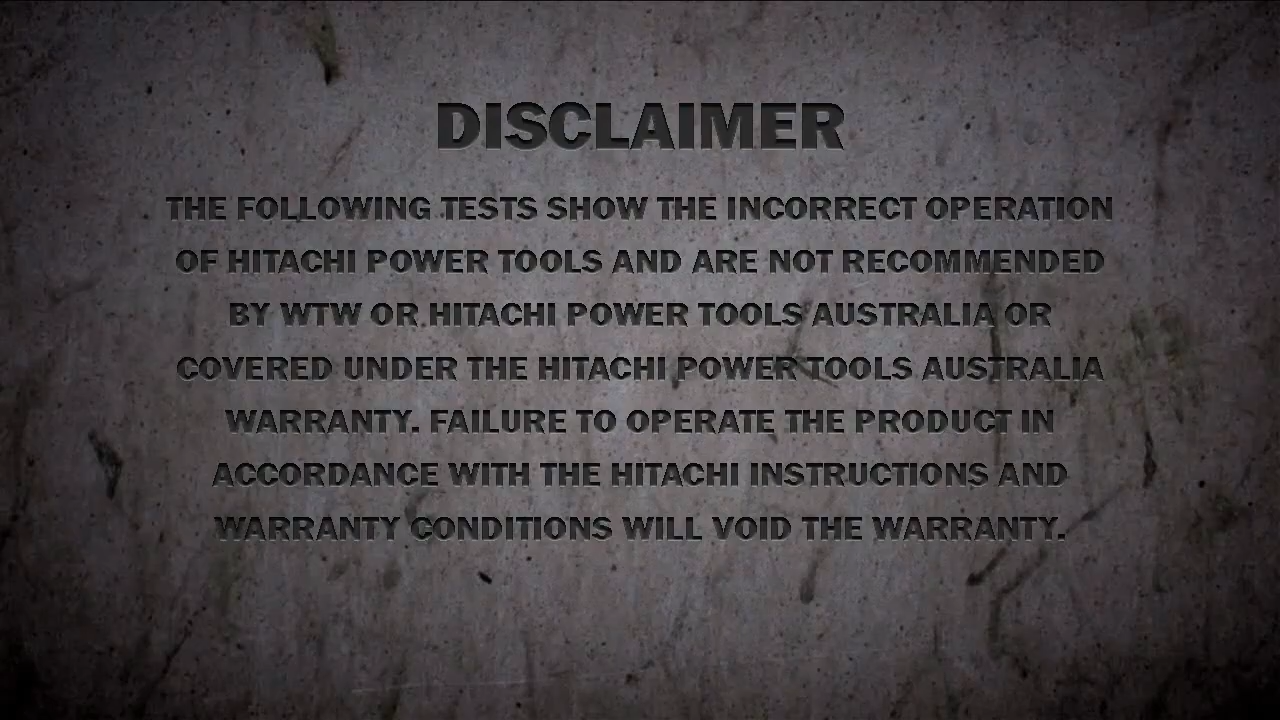 DISCLAIMER
THE FOLLOWING TESTS SHOW THE INCORRECT OPERATION
OF HITACHI POWER TOOLS AND ARE NOT RECOMMENDED
BY WTW OR HITACHI POWER TOOLS AUSTRALIA OR
COVERED UNDER THE HITACHI POWER TOOLS AUSTRALIA
WARRANTY. FAILURE TO OPERATE THE PRODUCT IN
ACCORDANCE WITH THE HITACHI INSTRUCTIONS AND
WARRANTY CONDITIONS WILL VOID THE WARRANTY.